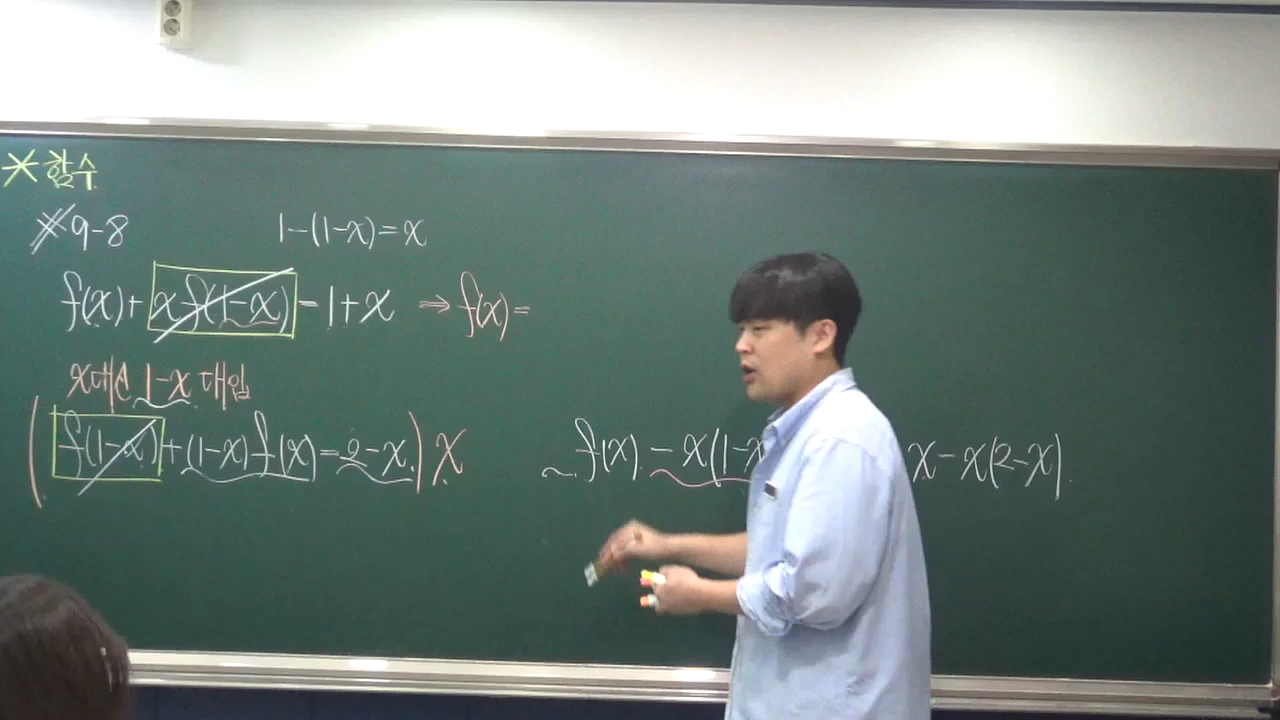 * 함수
※ 9-8
1-(1-x)=x
f(x)+xf(1-x)=1+x ⇒ f(x)=
x대신 1-x 대입
(f(1-x)+(1-x)f(x)=2-x)x
f(x)-x(1-x
x-x(2-x)